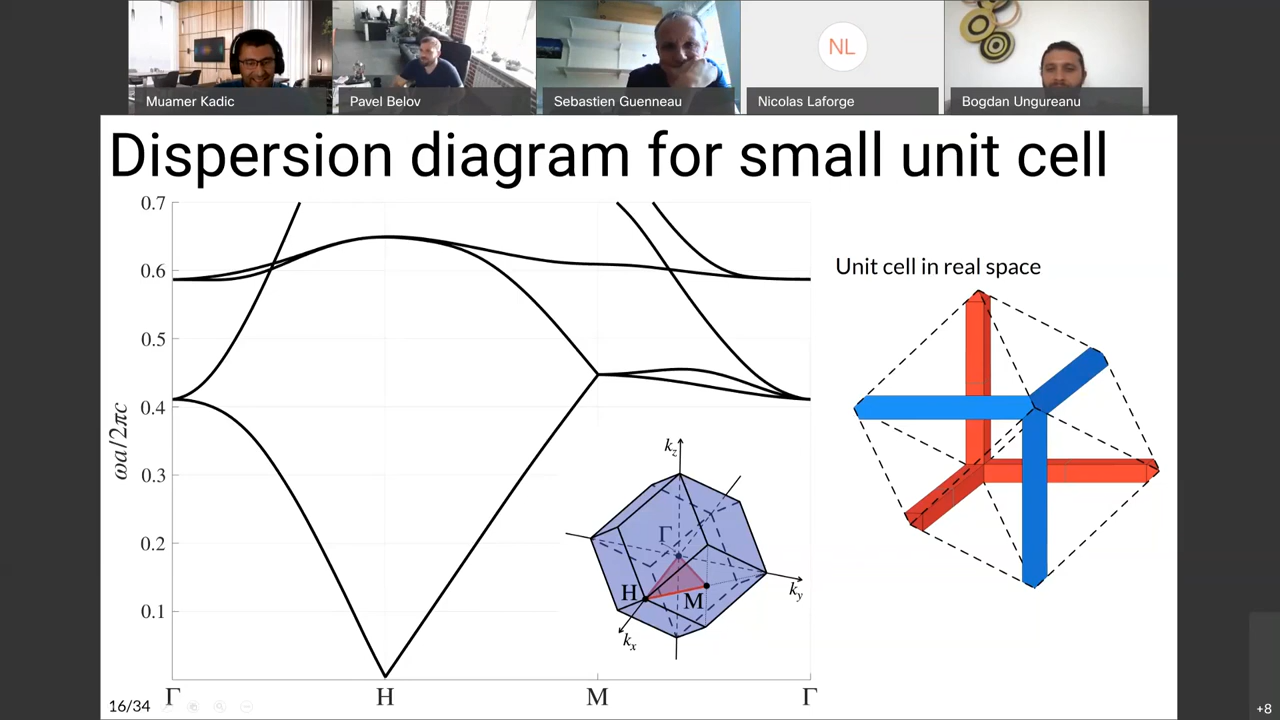 NL
Muamer Kadic
Pavel Belov
Sebastien Guenneau
Nicolas Laforge
Bogdan Ungureanu
Dispersion diagram for small unit cell
0.7
0.6
0.5
0.4
0.3
0.2
0.1
ωa/2πc
Γ
H
M
Γ
k_z
Γ
H
M
k_y
k_x
Unit cell in real space
16/34
+8